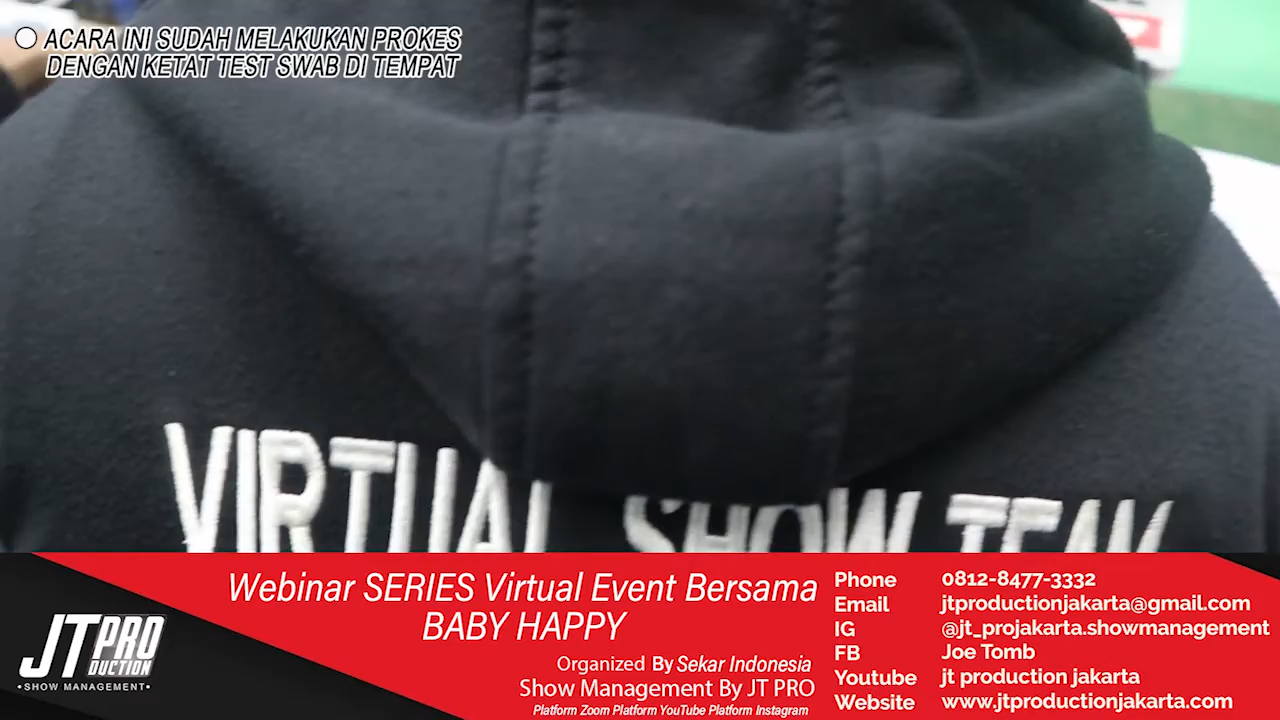 ACARA INI SUDAH MELAKUKAN PROKES
DENGAN KETAT TEST SWAB DI TEMPAT
VIRTUAL SHOW TEAM
Webinar SERIES Virtual Event Bersama
BABY HAPPY
Organized By Sekar Indonesia
Show Management By JT PRO
Platform Zoom Platform YouTube Platform Instagram
JT PRO
DUCTION
•SHOW MANAGEMENT•
Phone 0812-8477-3332
Email jtproductionjakarta@gmail.com
IG @jt_projakarta.showmanagement
FB Joe Tomb
Youtube jt production jakarta
Website www.jtproductionjakarta.com